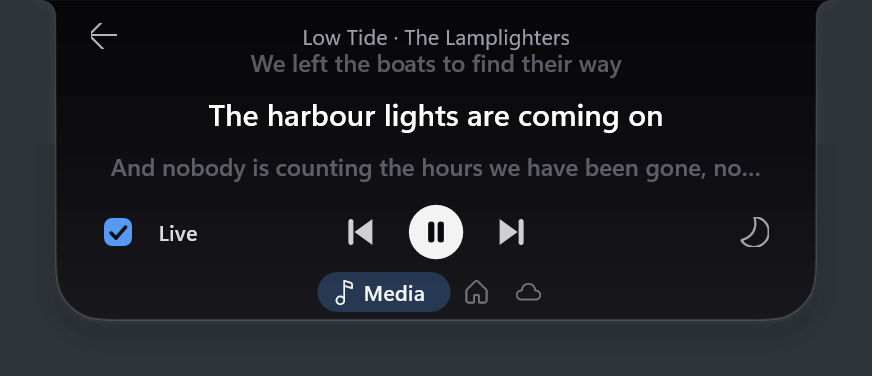 Low Tide · The Lamplighters
We left the boats to find their way
The harbour lights are coming on
And nobody is counting the hours we have been gone, no...
Live
Media